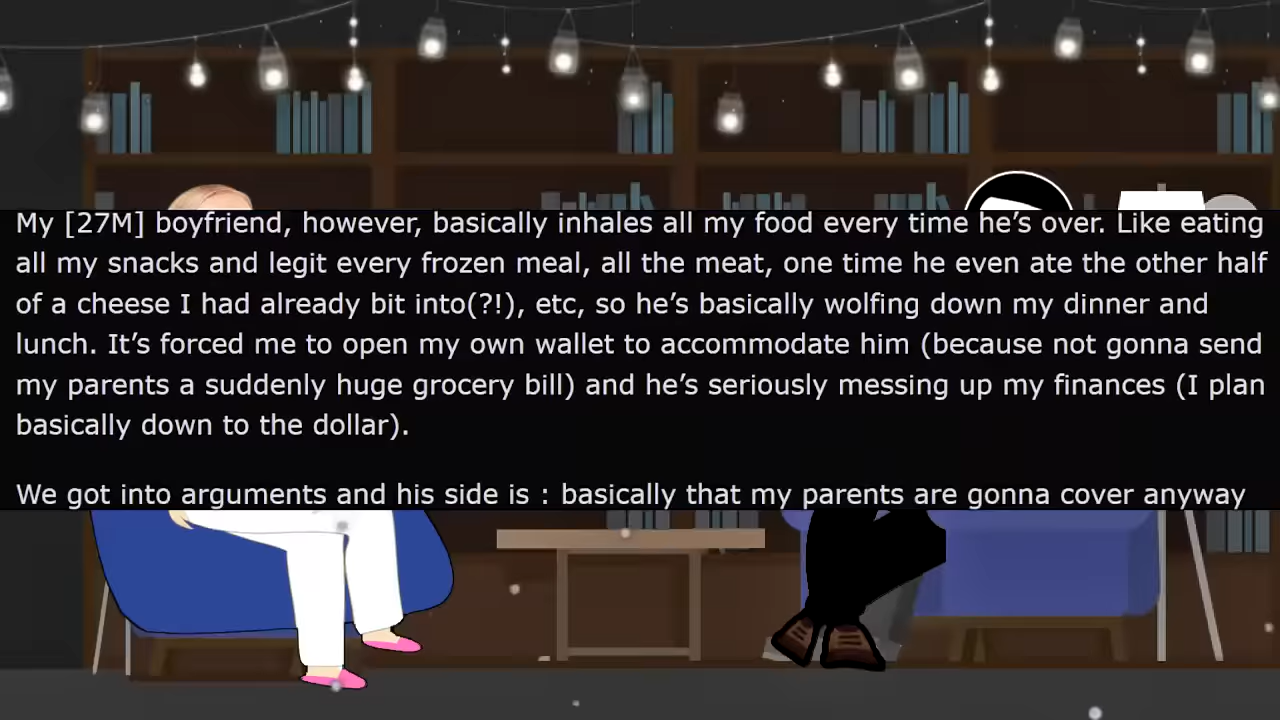 My [27M] boyfriend, however, basically inhales all my food every time he’s over. Like eating
all my snacks and legit every frozen meal, all the meat, one time he even ate the other half
of a cheese I had already bit into(?!), etc, so he’s basically wolfing down my dinner and
lunch. It’s forced me to open my own wallet to accommodate him (because not gonna send
my parents a suddenly huge grocery bill) and he’s seriously messing up my finances (I plan
basically down to the dollar).
We got into arguments and his side is : basically that my parents are gonna cover anyway